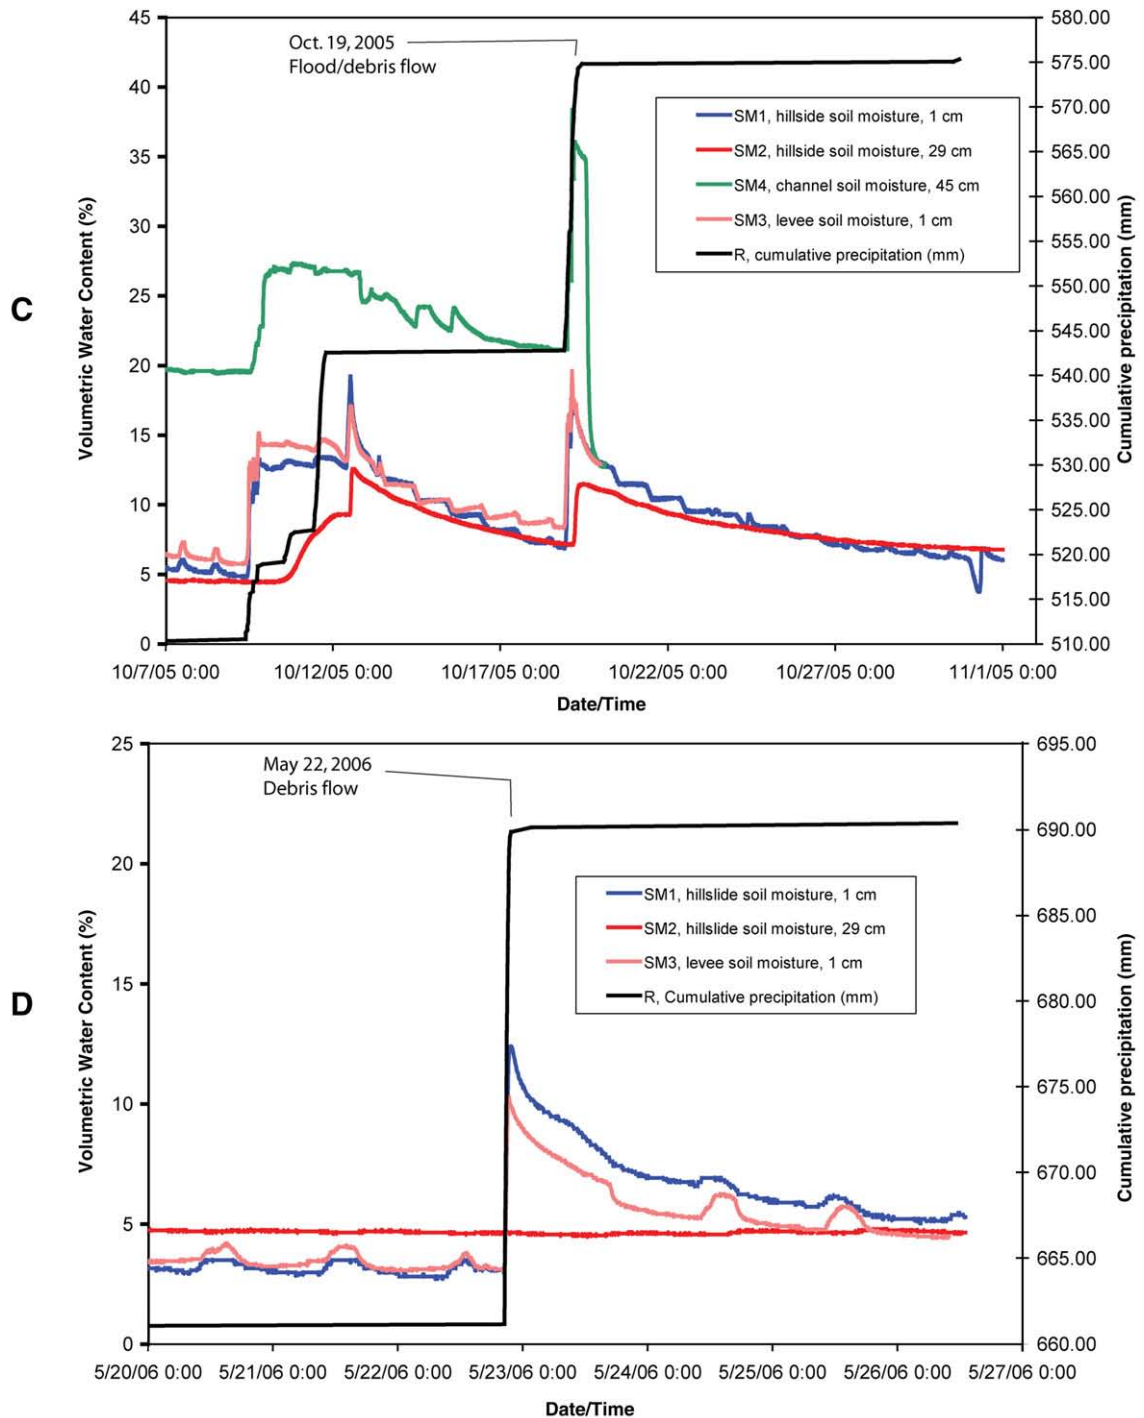 C
Volumetric Water Content (%)
45
40
35
30
25
20
15
10
5
0
Oct. 19, 2005
Flood/debris flow
SM1, hillside soil moisture, 1 cm
SM2, hillside soil moisture, 29 cm
SM4, channel soil moisture, 45 cm
SM3, levee soil moisture, 1 cm
R, cumulative precipitation (mm)
580.00
575.00
570.00
565.00
560.00
555.00
550.00
545.00
540.00
535.00
530.00
525.00
520.00
515.00
510.00
Cumulative precipitation (mm)
10/7/05 0:00 10/12/05 0:00 10/17/05 0:00 10/22/05 0:00 10/27/05 0:00 11/1/05 0:00
Date/Time
D
Volumetric Water Content (%)
25
20
15
10
5
0
May 22, 2006
Debris flow
SM1, hillslide soil moisture, 1 cm
SM2, hillslide soil moisture, 29 cm
SM3, levee soil moisture, 1 cm
R, Cumulative precipitation (mm)
695.00
690.00
685.00
680.00
675.00
670.00
665.00
660.00
Cumulative precipitation (mm)
5/20/06 0:00 5/21/06 0:00 5/22/06 0:00 5/23/06 0:00 5/24/06 0:00 5/25/06 0:00 5/26/06 0:00 5/27/06 0:00
Date/Time